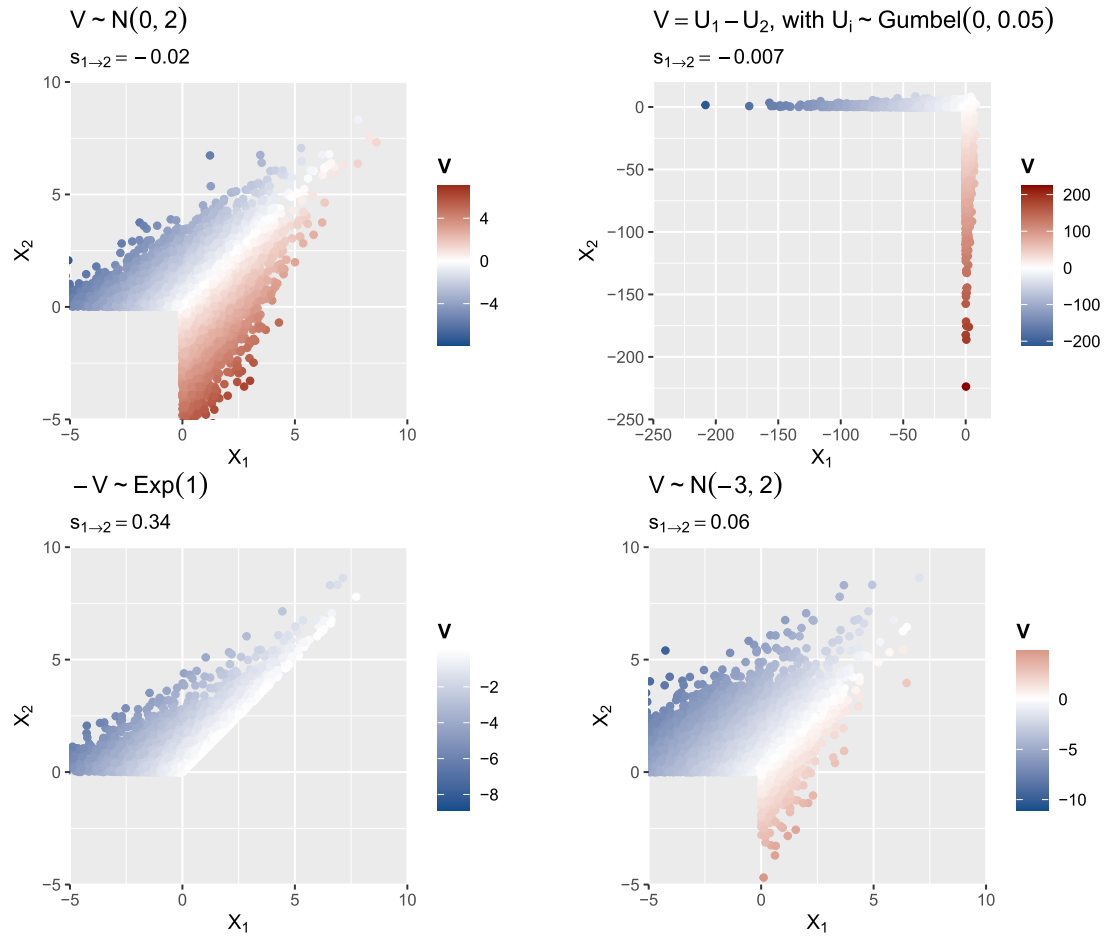 V ~ N(0, 2)
s1→2 = −0.02
10
5
0
−5
−5
0
5
10
X2
X1
V
4
0
−4
V = U1 − U2, with Ui ~ Gumbel(0, 0.05)
s1→2 = −0.007
0
−50
−100
−150
−200
−250
−250
−200
−150
−100
−50
0
X2
X1
V
200
100
0
−100
−200
−V ~ Exp(1)
s1→2 = 0.34
10
5
0
−5
−5
0
5
10
X2
X1
V
−2
−4
−6
−8
V ~ N(−3, 2)
s1→2 = 0.06
10
5
0
−5
−5
0
5
10
X2
X1
V
0
−5
−10